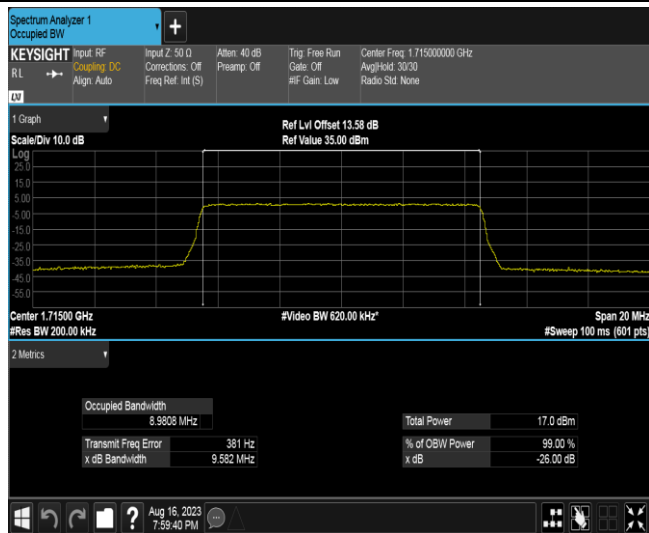 Spectrum Analyzer 1
Occupied BW
+
KEYSIGHT
RL
Input: RF
Coupling: DC
Align: Auto
Input Z: 50 Ω
Corrections: Off
Freq Ref: Int (S)
Atten: 40 dB
Preamp: Off
Trig: Free Run
Gate: Off
#IF Gain: Low
Center Freq: 1.715000000 GHz
Avg|Hold: 30/30
Radio Std: None
1 Graph
Scale/Div 10.0 dB
Ref Lvl Offset 13.58 dB
Ref Value 35.00 dBm
Log
25.0
15.0
5.00
-5.00
-15.0
-25.0
-35.0
-45.0
-55.0
Center 1.71500 GHz
#Res BW 200.00 kHz
#Video BW 620.00 kHz*
Span 20 MHz
#Sweep 100 ms (601 pts)
2 Metrics
Occupied Bandwidth
8.9808 MHz
Transmit Freq Error 381 Hz
x dB Bandwidth 9.582 MHz
Total Power 17.0 dBm
% of OBW Power 99.00 %
x dB -26.00 dB
?
Aug 16, 2023
7:59:40 PM